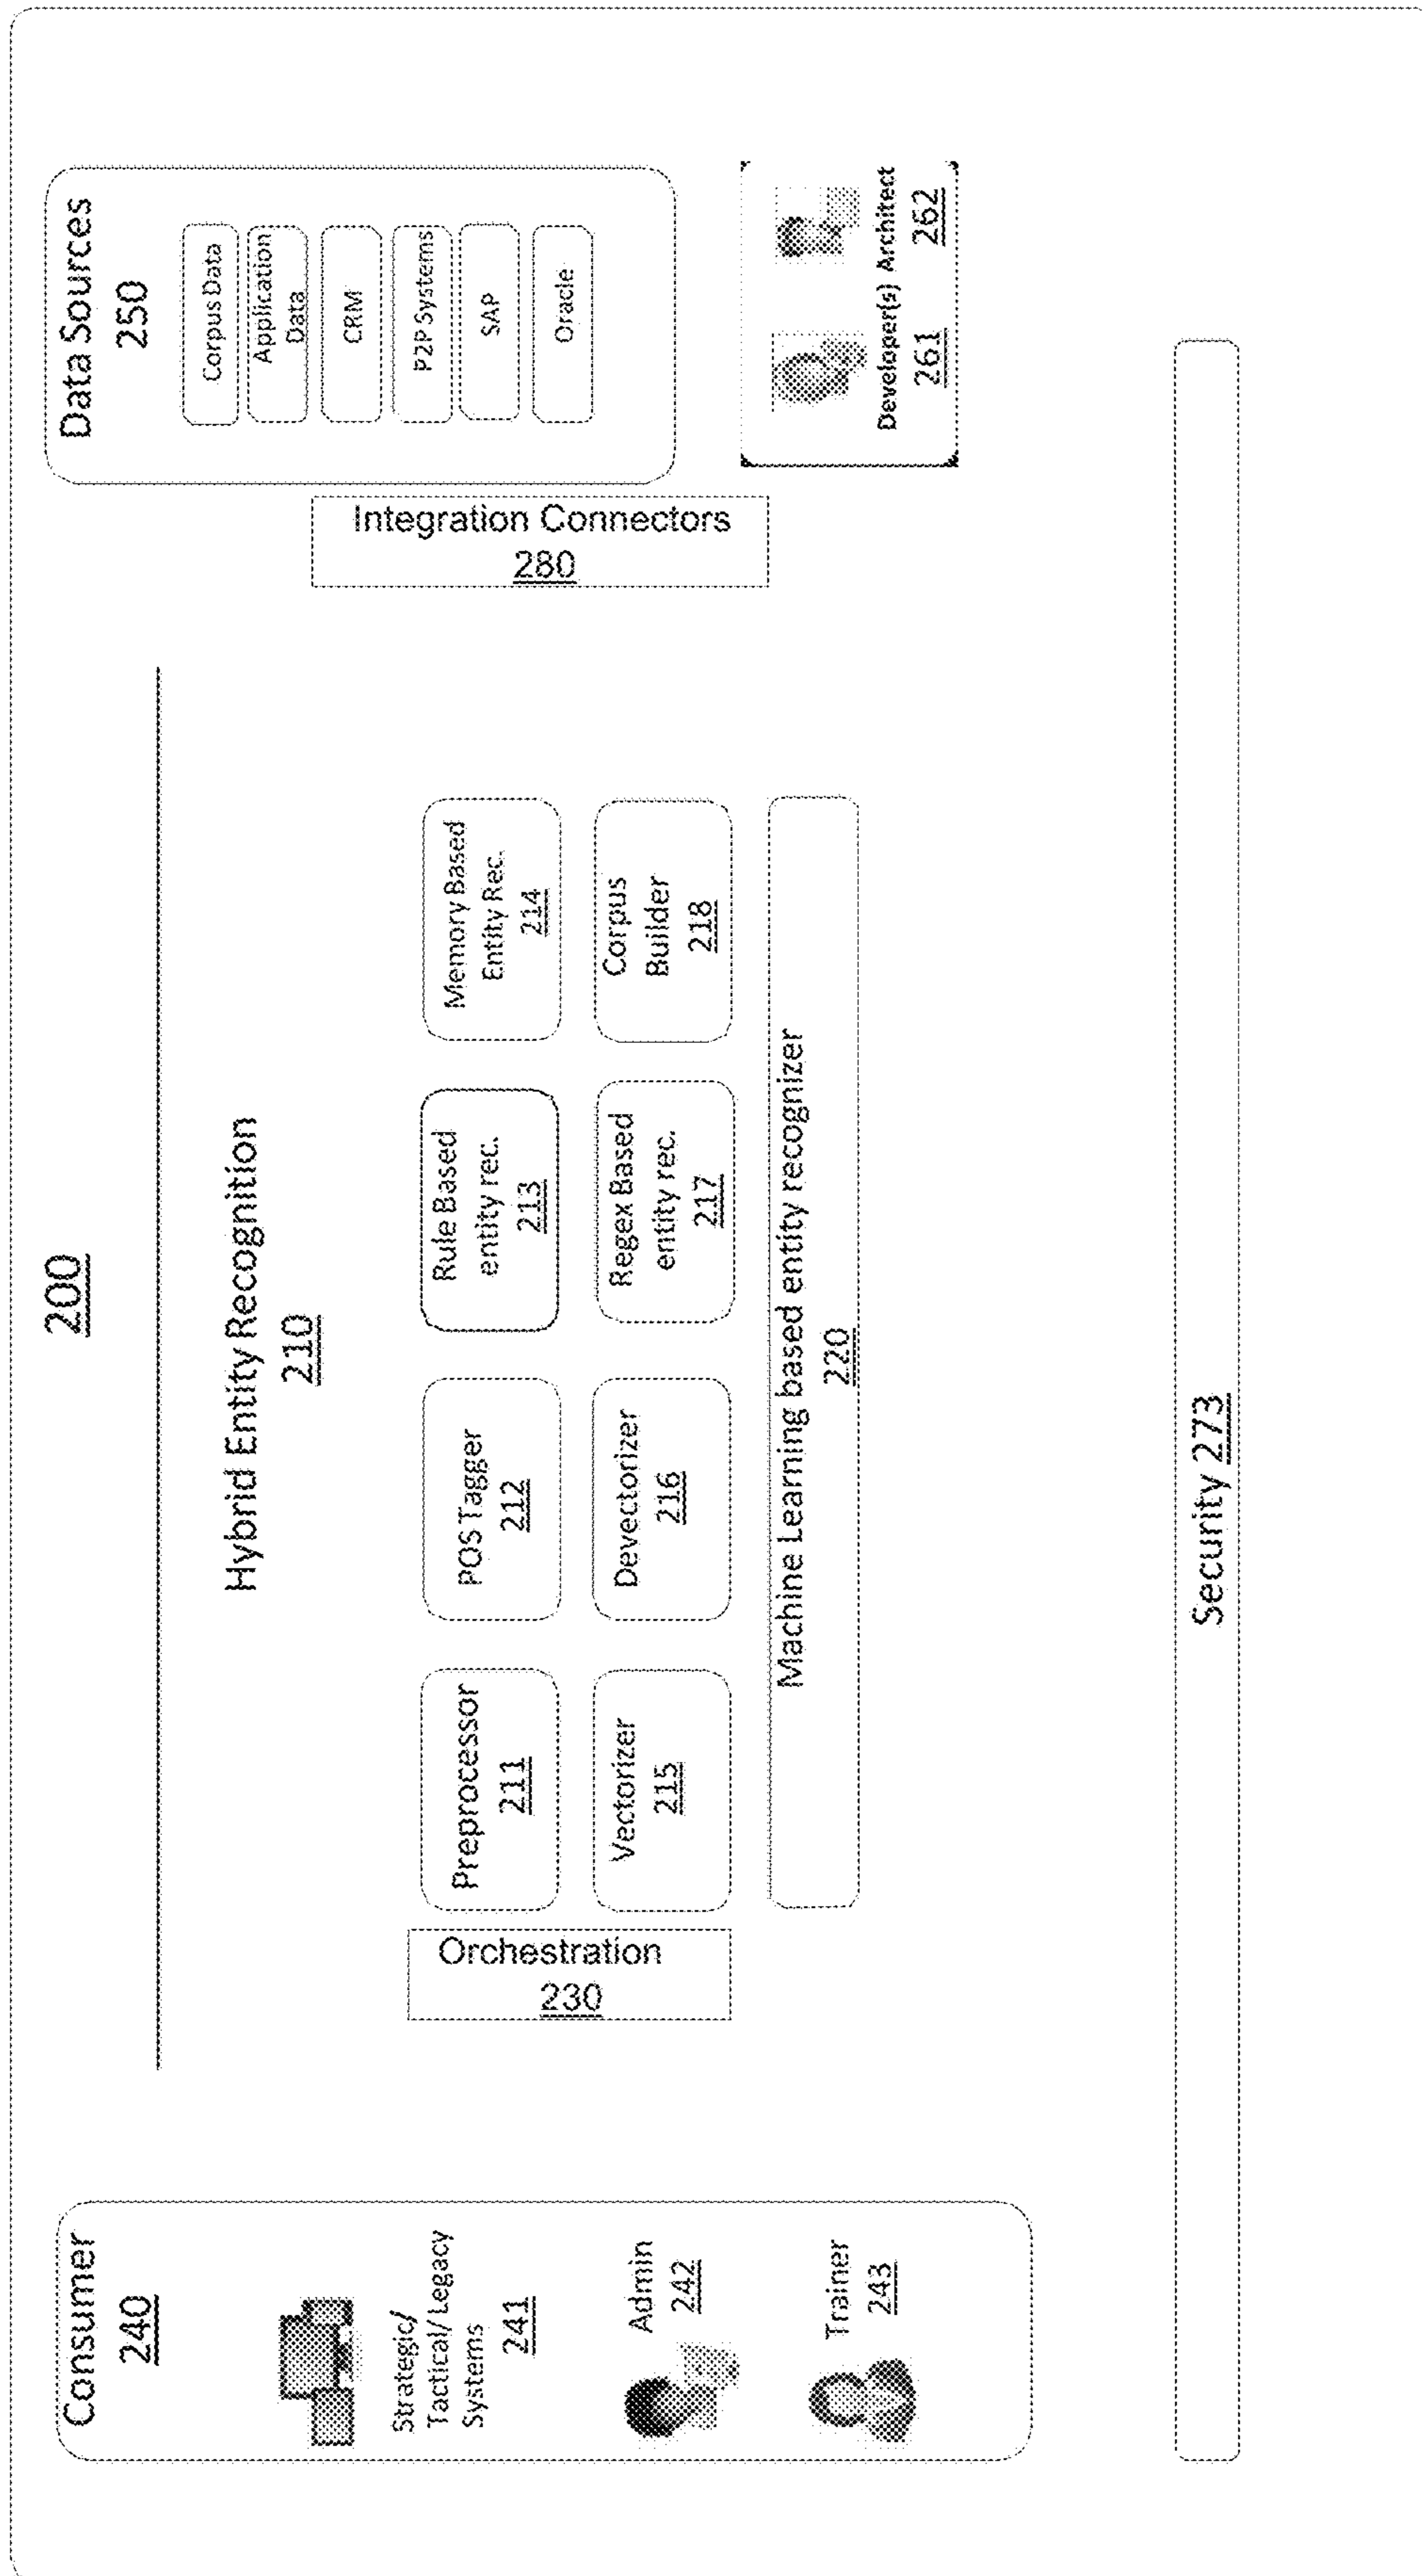 200
Consumer
240
Strategic/
Tactical/ Legacy
Systems
241
Admin
242
Trainer
243
Hybrid Entity Recognition
210
Orchestration
230
Preprocessor
211
POS Tagger
212
Rule Based
entity rec.
213
Memory Based
Entity Rec.
214
Vectorizer
215
Devectorizer
216
Regex Based
entity rec.
217
Corpus
Builder
218
Machine Learning based entity recognizer
220
Integration Connectors
280
Data Sources
250
Corpus Data
Application
Data
CRM
P2P Systems
SAP
Oracle
Developer(s) Architect
261 262
Security 273